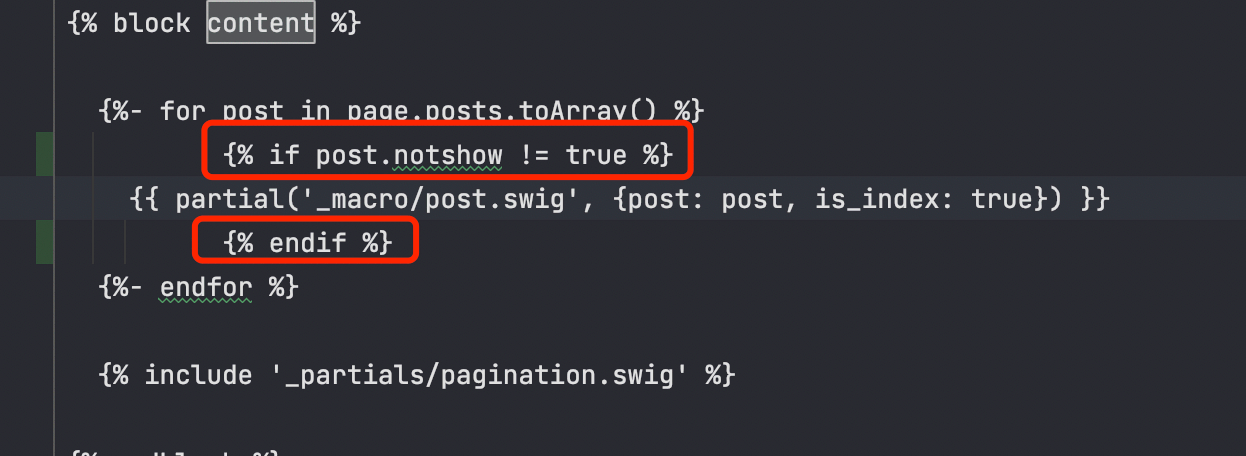 {% block content %}
{%- for post in page.posts.toArray() %}
{% if post.notshow != true %}
{{ partial('_macro/post.swig', {post: post, is_index: true}) }}
{% endif %}
{%- endfor %}
{% include '_partials/pagination.swig' %}